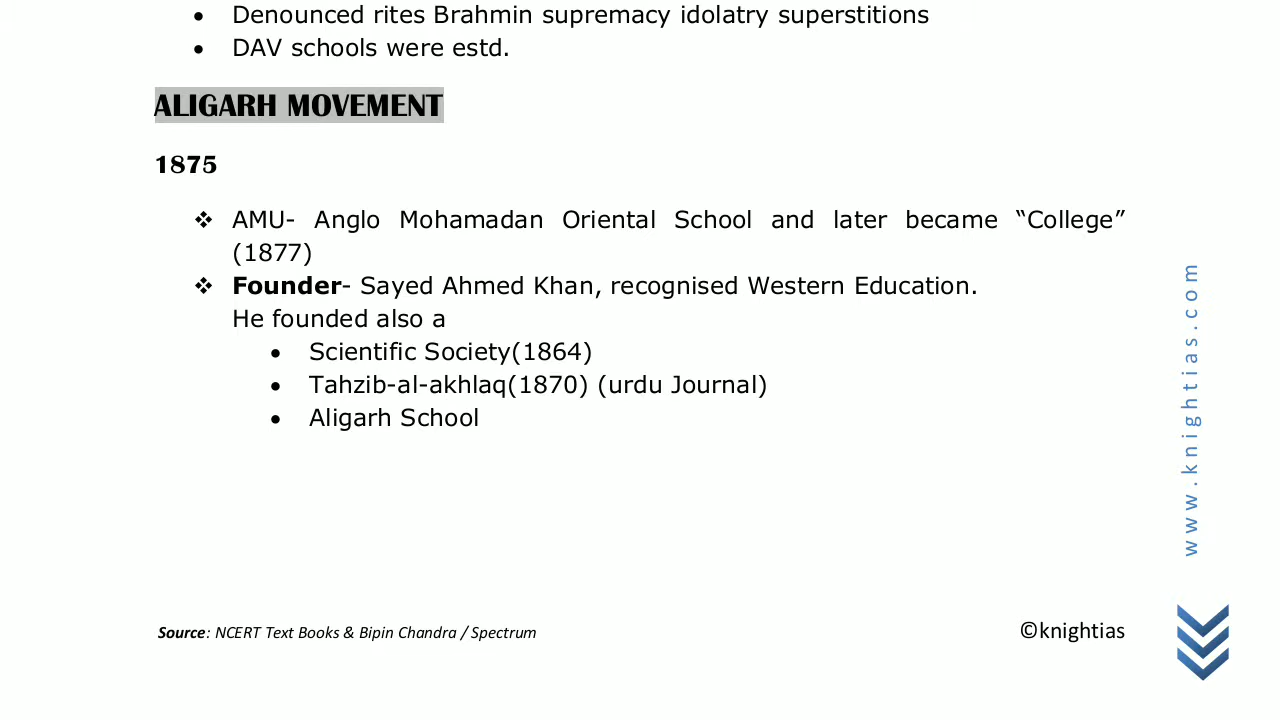 • Denounced rites Brahmin supremacy idolatry superstitions
• DAV schools were estd.
ALIGARH MOVEMENT
1875
❖ AMU- Anglo Mohamadan Oriental School and later became “College”
(1877)
❖ Founder- Sayed Ahmed Khan, recognised Western Education.
He founded also a
• Scientific Society(1864)
• Tahzib-al-akhlaq(1870) (urdu Journal)
• Aligarh School
www.knightias.com
Source: NCERT Text Books & Bipin Chandra / Spectrum
©knightias